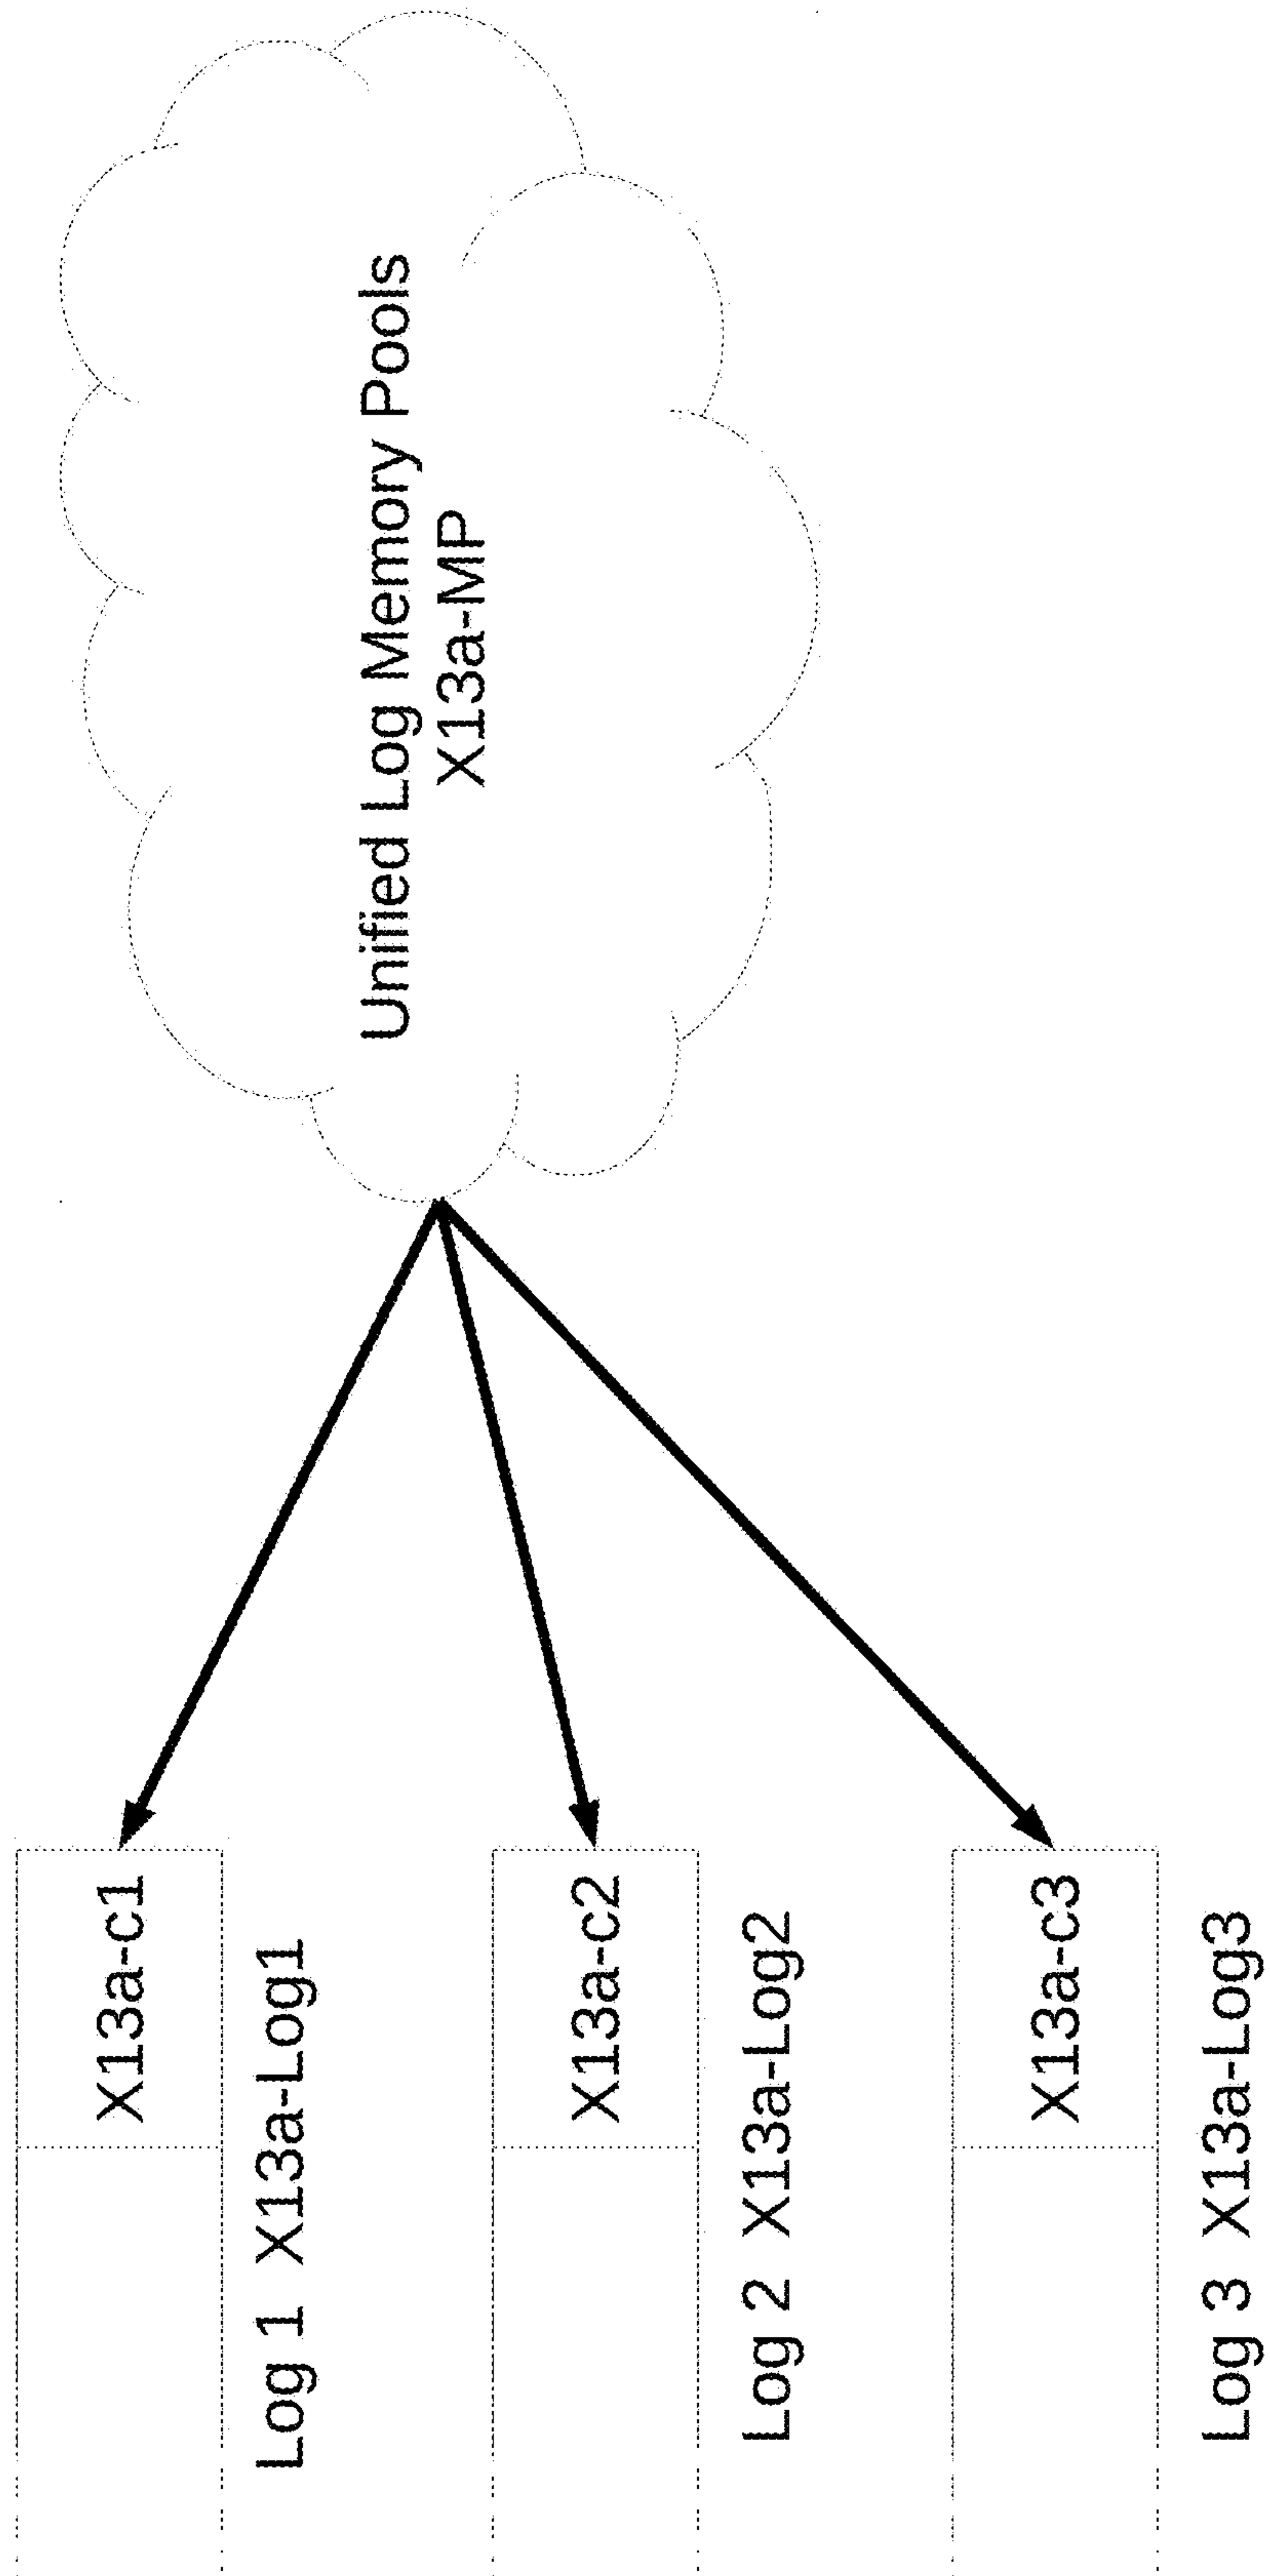 Unified Log Memory Pools
X13a-MP
X13a-c1
Log 1 X13a-Log1
X13a-c2
Log 2 X13a-Log2
X13a-c3
Log 3 X13a-Log3